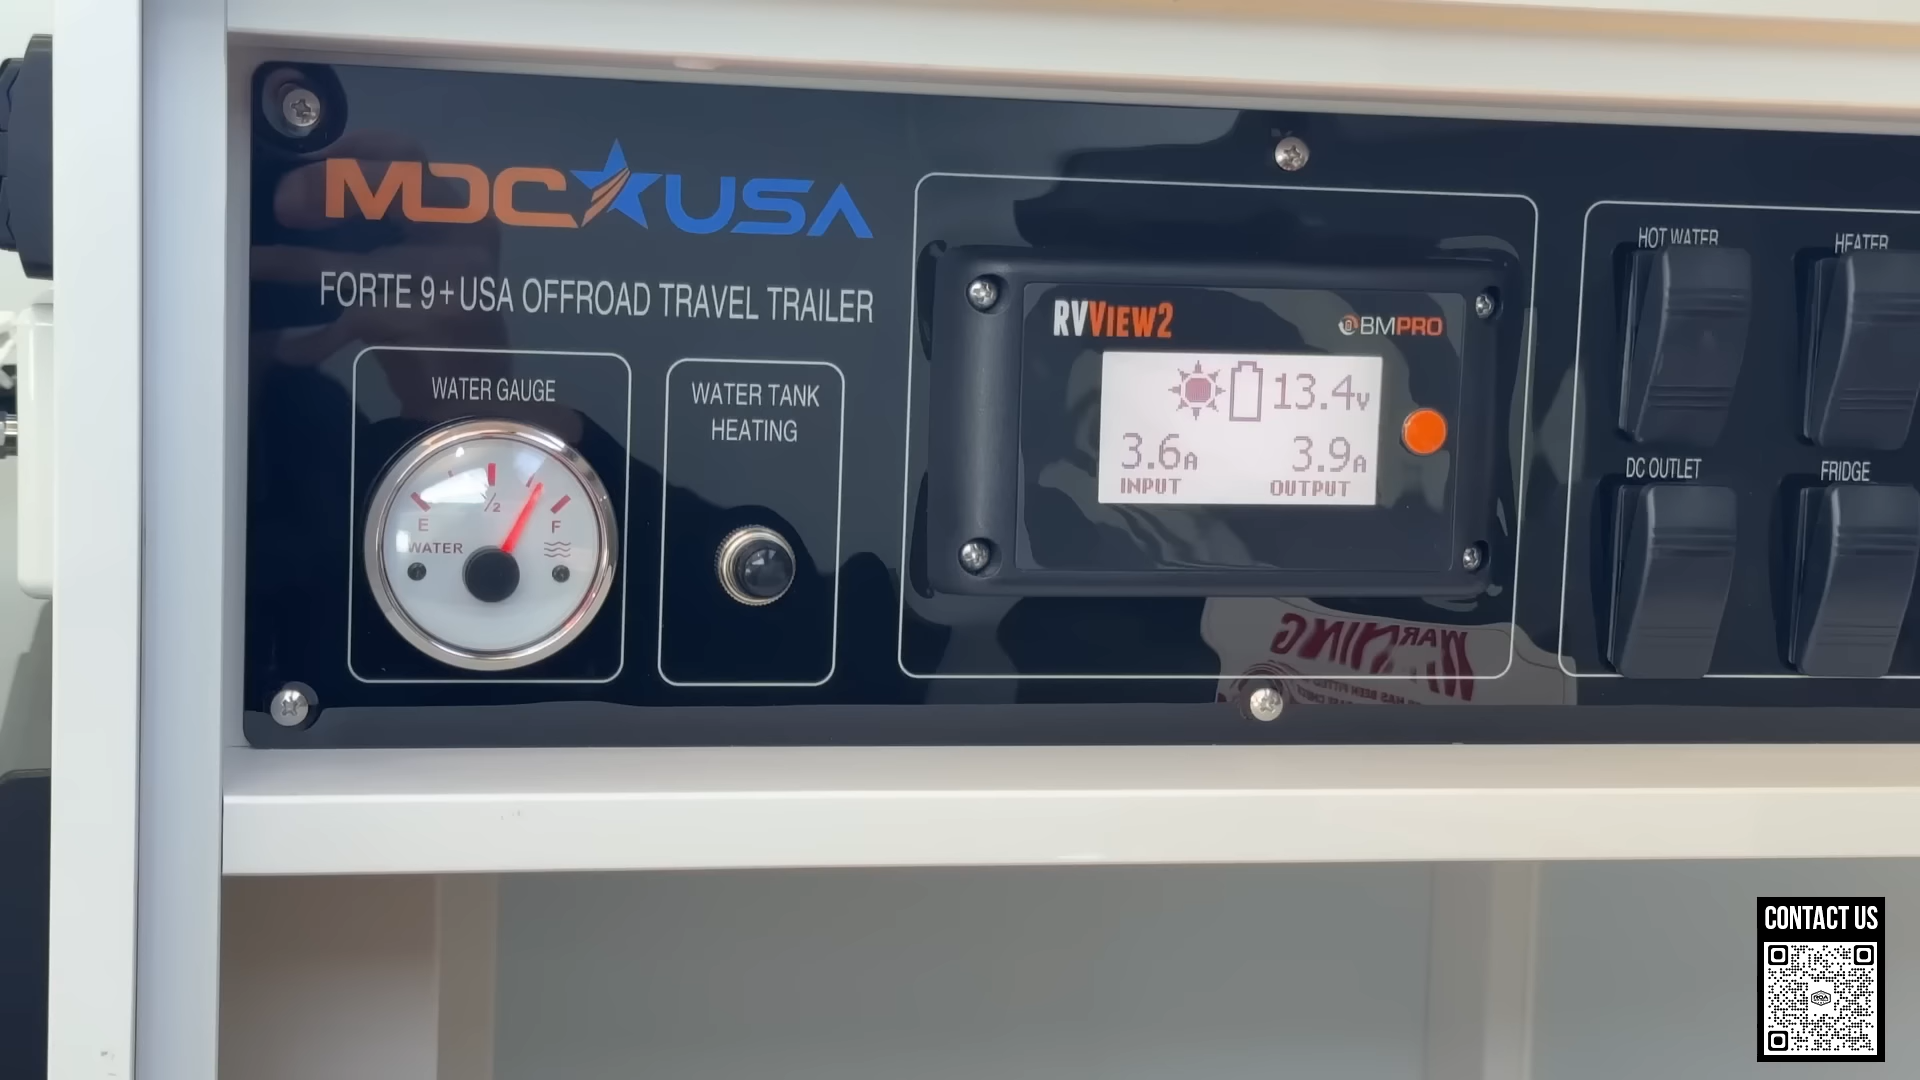 MDC USA
FORTE 9+ USA OFFROAD TRAVEL TRAILER
WATER GAUGE
E
1/2
F
WATER
WATER TANK
HEATING
RVVIEW2
BMPRO
13.4V
3.6A
3.9A
INPUT
OUTPUT
HOT WATER
HEATER
DC OUTLET
FRIDGE
WARNING
CONTACT US